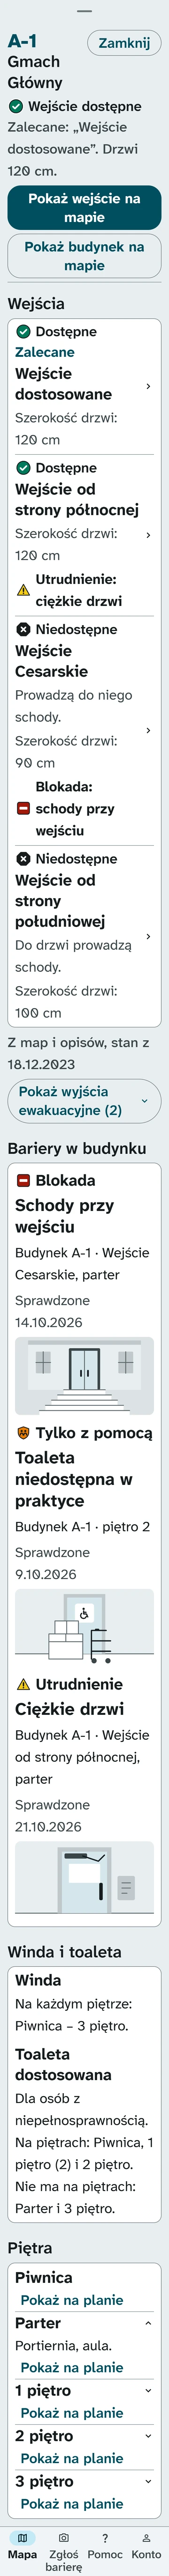 A-1
Zamknij
Gmach
Główny
Wejście dostępne
Zalecane: „Wejście
dostosowane”. Drzwi
120 cm.
Pokaż wejście na
mapie
Pokaż budynek na
mapie
Wejścia
Dostępne
Zalecane
Wejście
dostosowane
Szerokość drzwi:
120 cm
Dostępne
Wejście od
strony północnej
Szerokość drzwi:
120 cm
Utrudnienie:
ciężkie drzwi
Niedostępne
Wejście
Cesarskie
Prowadzą do niego
schody.
Szerokość drzwi:
90 cm
Blokada:
schody przy
wejściu
Niedostępne
Wejście od
strony
południowej
Do drzwi prowadzą
schody.
Szerokość drzwi:
100 cm
Z map i opisów, stan z
18.12.2023
Pokaż wyjścia
ewakuacyjne (2)
Bariery w budynku
Blokada
Schody przy
wejściu
Budynek A-1 · Wejście
Cesarskie, parter
Sprawdzone
14.10.2026
Tylko z pomocą
Toaleta
niedostępna w
praktyce
Budynek A-1 · piętro 2
Sprawdzone
9.10.2026
Utrudnienie
Ciężkie drzwi
Budynek A-1 · Wejście
od strony północnej,
parter
Sprawdzone
21.10.2026
Winda i toaleta
Winda
Na każdym piętrze:
Piwnica – 3 piętro.
Toaleta
dostosowana
Dla osób z
niepełnosprawnością.
Na piętrach: Piwnica, 1
piętro (2) i 2 piętro.
Nie ma na piętrach:
Parter i 3 piętro.
Piętra
Piwnica
Pokaż na planie
Parter
Portiernia, aula.
Pokaż na planie
1 piętro
Pokaż na planie
2 piętro
Pokaż na planie
3 piętro
Pokaż na planie
Mapa
Zgłoś
barierę
Pomoc
Konto